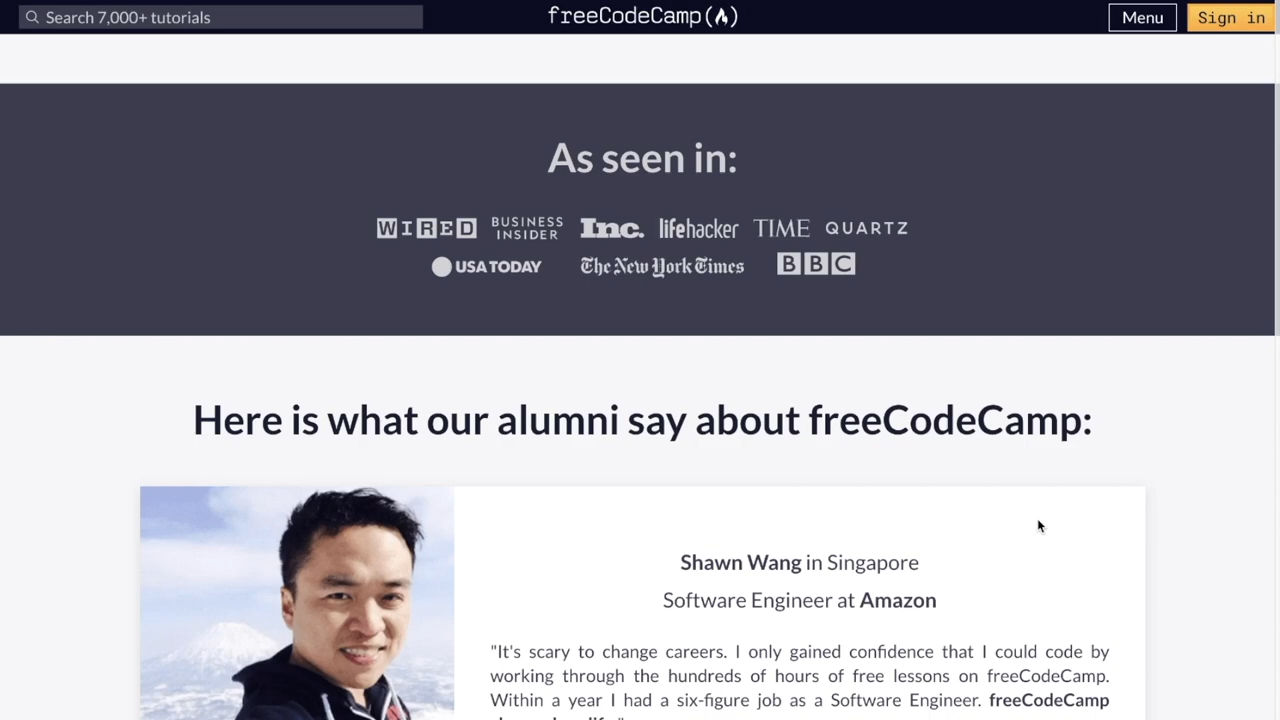 Search 7,000+ tutorials
freeCodeCamp
Menu
Sign in
As seen in:
WIRED BUSINESS INSIDER Inc. lifehacker TIME QUARTZ
USA TODAY The New York Times BBC
Here is what our alumni say about freeCodeCamp:
Shawn Wang in Singapore
Software Engineer at Amazon
"It's scary to change careers. I only gained confidence that I could code by
working through the hundreds of hours of free lessons on freeCodeCamp.
Within a year I had a six-figure job as a Software Engineer. freeCodeCamp